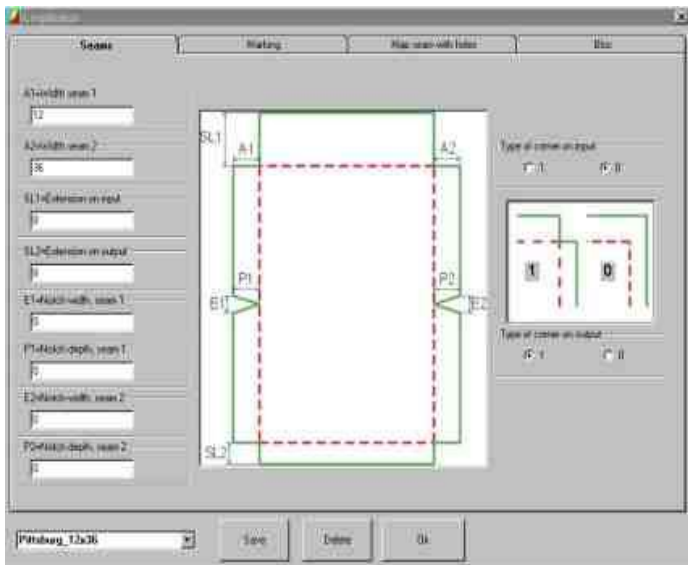 Seams
Marking
Map seam with holes
Disc
A1=Width seam 1
12
A2=Width seam 2
36
SL1=Extension on input
0
SL2=Extension on output
0
E1=Notch width, seam 1
0
P1=Notch depth, seam 1
0
E2=Notch width, seam 2
0
P2=Notch depth, seam 2
0
SL1
A1
A2
P1
P2
E1
E2
SL2
Type of corner on input
1
0
1
0
Type of corner on output
1
0
Pittsburg_12x36
Save
Delete
Ok